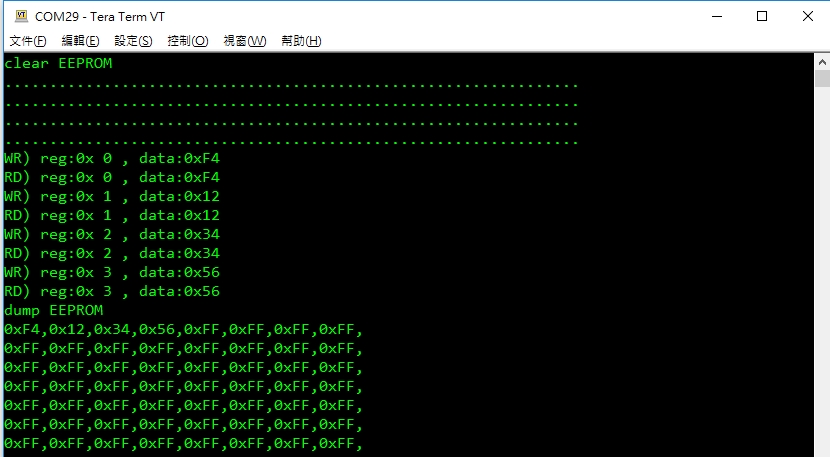 COM29 - Tera Term VT
文件(F) 編輯(E) 設定(S) 控制(O) 視窗(W) 幫助(H)
clear EEPROM
................................................................
................................................................
................................................................
................................................................
WR) reg:0x 0 , data:0xF4
RD) reg:0x 0 , data:0xF4
WR) reg:0x 1 , data:0x12
RD) reg:0x 1 , data:0x12
WR) reg:0x 2 , data:0x34
RD) reg:0x 2 , data:0x34
WR) reg:0x 3 , data:0x56
RD) reg:0x 3 , data:0x56
dump EEPROM
0xF4,0x12,0x34,0x56,0xFF,0xFF,0xFF,0xFF,
0xFF,0xFF,0xFF,0xFF,0xFF,0xFF,0xFF,0xFF,
0xFF,0xFF,0xFF,0xFF,0xFF,0xFF,0xFF,0xFF,
0xFF,0xFF,0xFF,0xFF,0xFF,0xFF,0xFF,0xFF,
0xFF,0xFF,0xFF,0xFF,0xFF,0xFF,0xFF,0xFF,
0xFF,0xFF,0xFF,0xFF,0xFF,0xFF,0xFF,0xFF,
0xFF,0xFF,0xFF,0xFF,0xFF,0xFF,0xFF,0xFF,